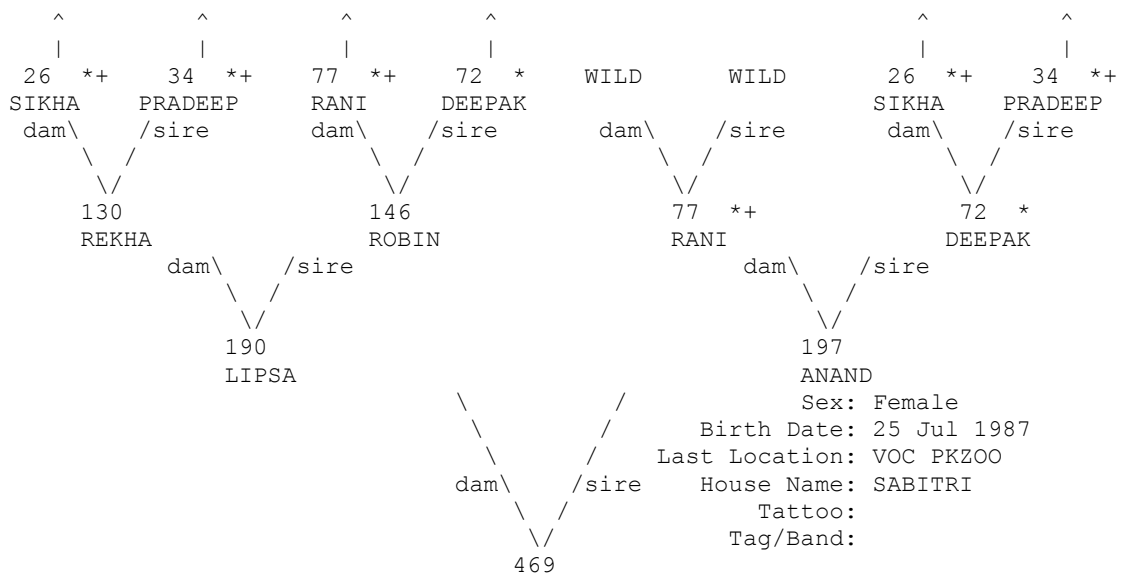 ^ ^ ^ ^ ^ ^
| | | | | |
26 *+ 34 *+ 77 *+ 72 * WILD WILD 26 *+ 34 *+
SIKHA PRADEEP RANI DEEPAK SIKHA PRADEEP
dam\ /sire dam\ /sire dam\ /sire dam\ /sire
\ / \ / \ / \ /
\/ \/ \/ \/
130 146 77 *+ 72 *
REKHA ROBIN RANI DEEPAK
dam\ /sire dam\ /sire
\ / \ /
\/ \/
190 197
LIPSA ANAND
\ / Sex: Female
\ / Birth Date: 25 Jul 1987
\ / Last Location: VOC PKZOO
dam\ /sire House Name: SABITRI
\ / Tattoo:
\/ Tag/Band:
469